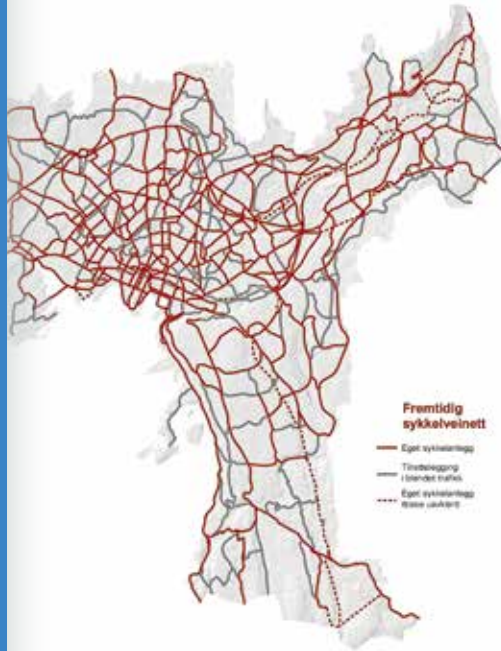 Fremtidig
sykkelveinett
Eget sykkelanlegg
Tilrettelegging
i blandet trafikk
Eget sykkelanlegg